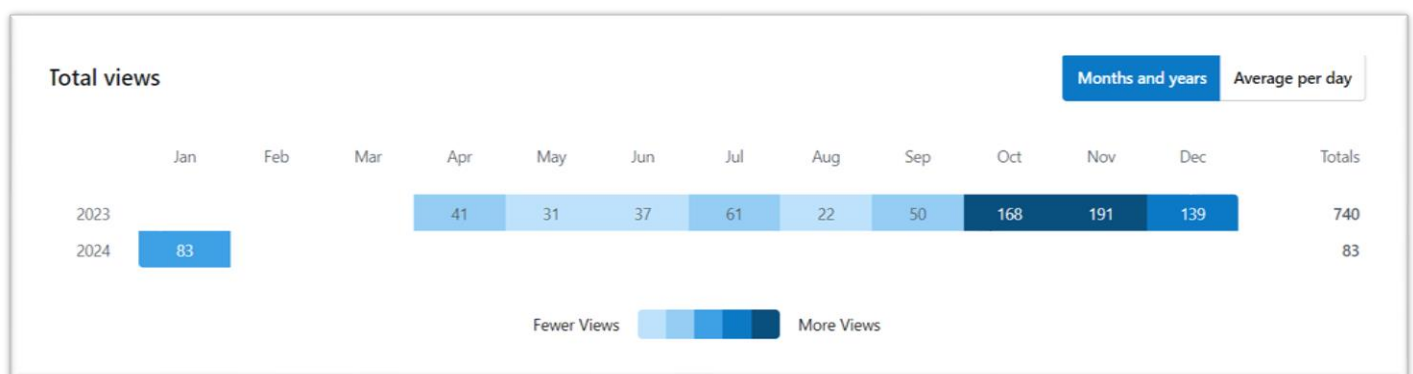 Total views
Months and years Average per day
Jan Feb Mar Apr May Jun Jul Aug Sep Oct Nov Dec Totals
2023 41 31 37 61 22 50 168 191 139 740
2024 83 83
Fewer Views More Views